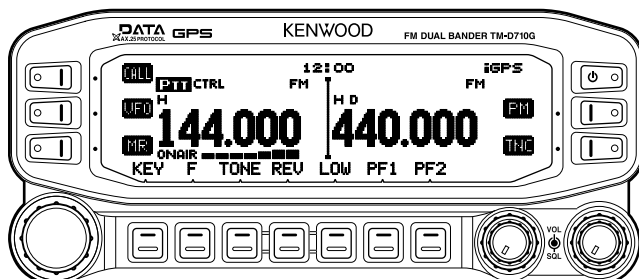 DATA GPS KENWOOD FM DUAL BANDER TM-D710G
AX.25 PROTOCOL
CALL 12:00 iGPS
PTT CTRL FM FM
VFO H H D PM
144.000 440.000
MR TNC
ONAIR
KEY F TONE REV LOW PF1 PF2
VOL
SQL